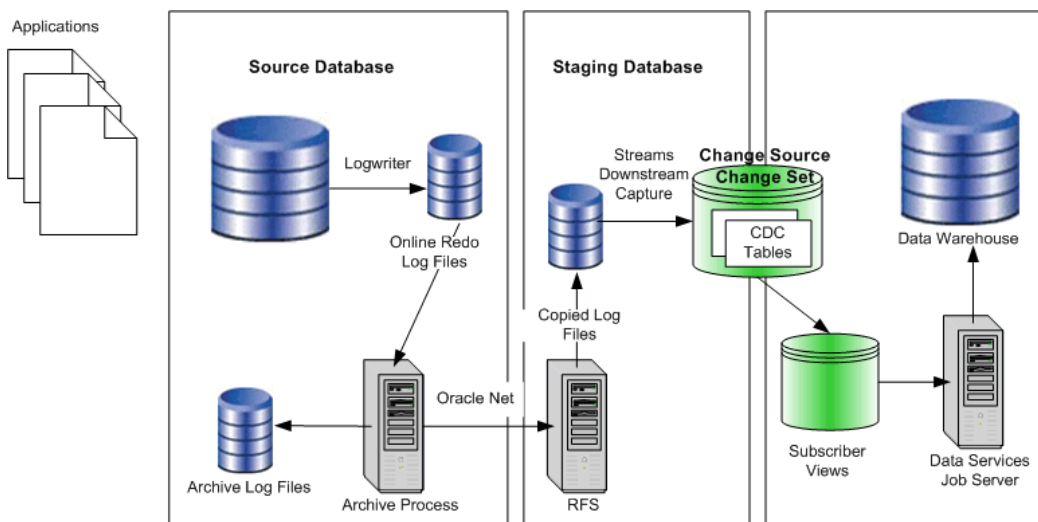 Applications
Source Database
Logwriter
Online Redo
Log Files
Archive Log Files
Archive Process
Oracle Net
Staging Database
Streams
Downstream
Capture
Copied Log
Files
RFS
Change Source
Change Set
CDC
Tables
Subscriber
Views
Data Warehouse
Data Services
Job Server